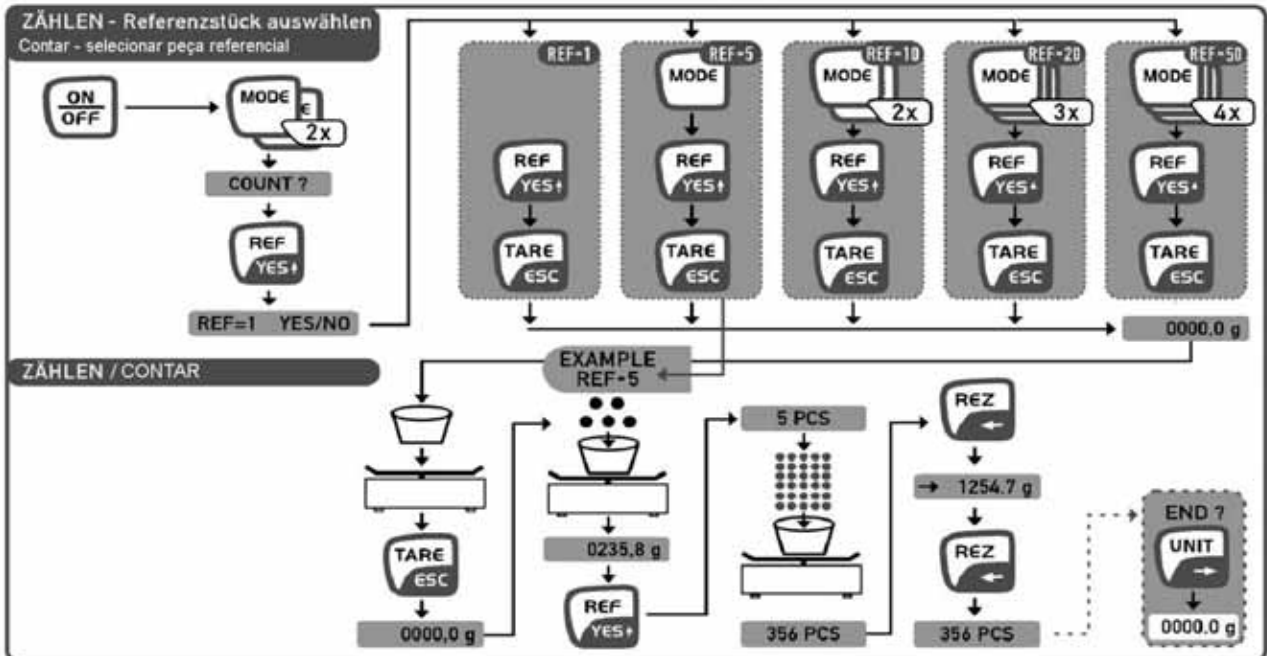 ZÄHLEN - Referenzstück auswählen
Contar - selecionar peça referencial
ON
OFF
MODE
E
2x
COUNT ?
REF
YES
REF=1 YES/NO
REF-1
REF
YES
TARE
ESC
REF-5
MODE
REF
YES
TARE
ESC
REF-10
MODE
2x
REF
YES
TARE
ESC
REF-20
MODE
3x
REF
YES
TARE
ESC
REF-50
MODE
4x
REF
YES
TARE
ESC
0000.0 g
ZÄHLEN / CONTAR
TARE
ESC
0000,0 g
EXAMPLE
REF-5
0235,8 g
REF
YES
5 PCS
356 PCS
REZ
→ 1254.7 g
REZ
356 PCS
END ?
UNIT
0000.0 g